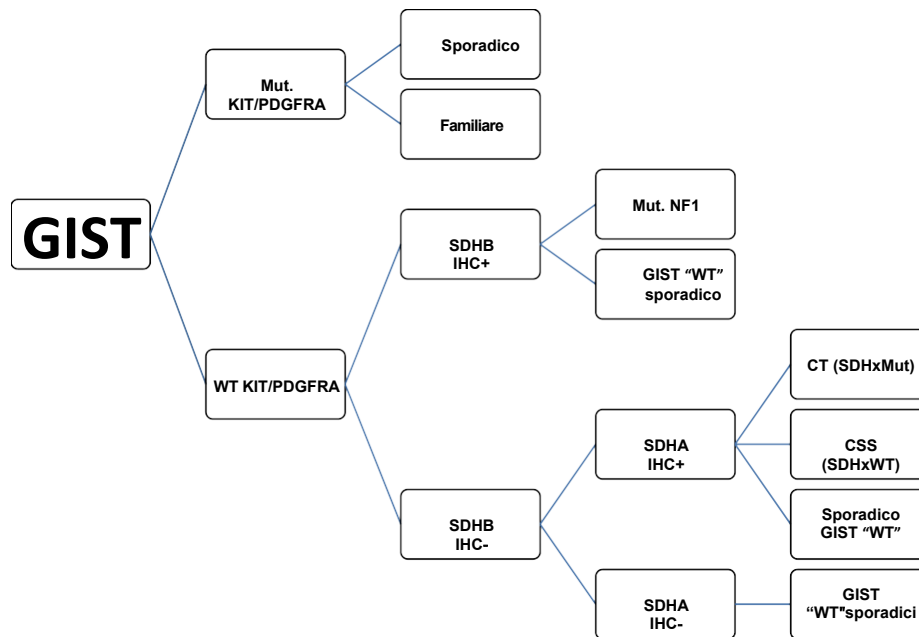 GIST
Mut.
KIT/PDGFRA
Sporadico
Familiare
WT KIT/PDGFRA
SDHB
IHC+
Mut. NF1
GIST “WT”
sporadico
SDHB
IHC-
SDHA
IHC+
CT (SDHxMut)
CSS
(SDHxWT)
Sporadico
GIST “WT”
SDHA
IHC-
GIST
“WT"sporadici